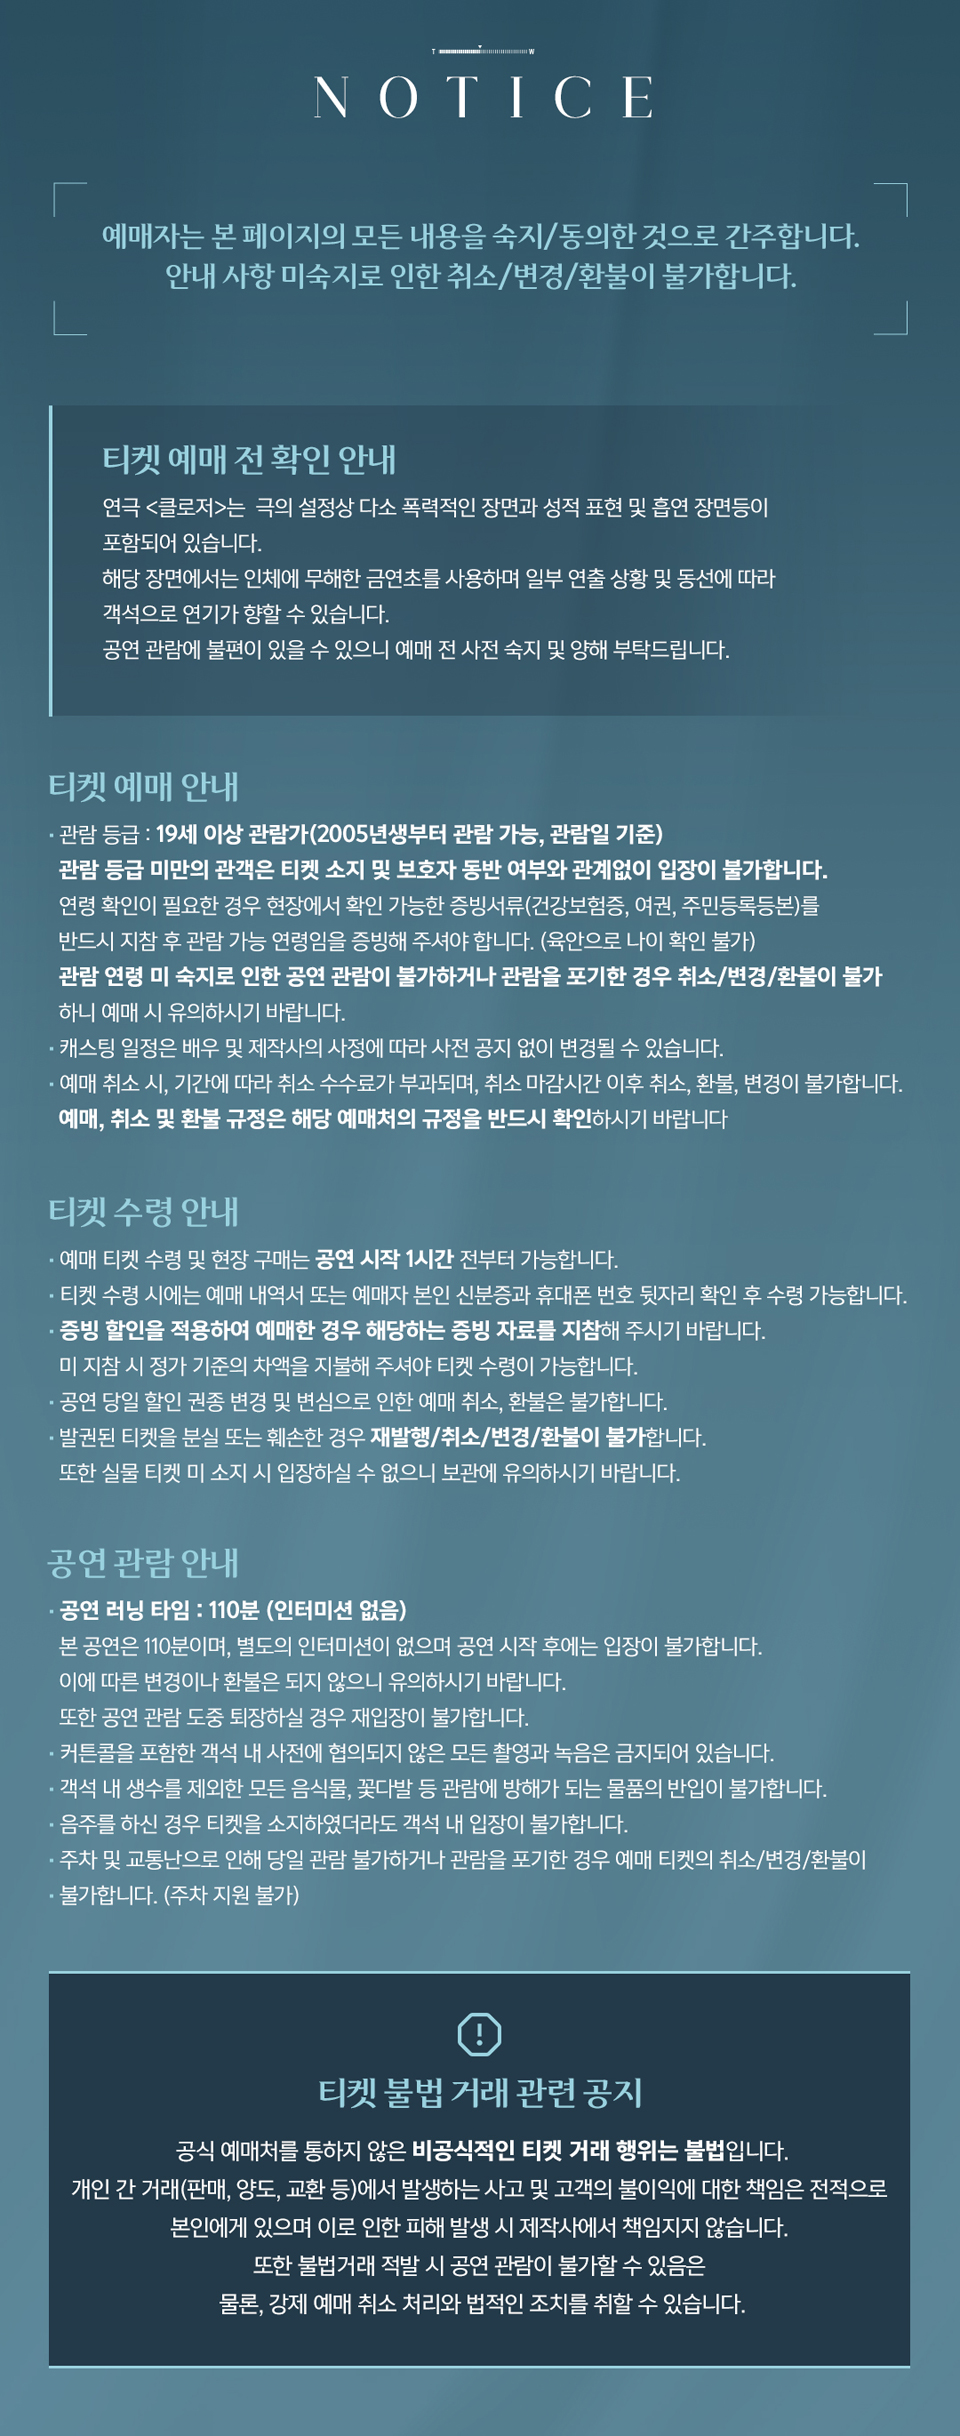 T W
NOTICE
예매자는 본 페이지의 모든 내용을 숙지/동의한 것으로 간주합니다.
안내 사항 미숙지로 인한 취소/변경/환불이 불가합니다.
티켓 예매 전 확인 안내
연극 <클로저>는 극의 설정상 다소 폭력적인 장면과 성적 표현 및 흡연 장면등이
포함되어 있습니다.
해당 장면에서는 인체에 무해한 금연초를 사용하며 일부 연출 상황 및 동선에 따라
객석으로 연기가 향할 수 있습니다.
공연 관람에 불편이 있을 수 있으니 예매 전 사전 숙지 및 양해 부탁드립니다.
티켓 예매 안내
· 관람 등급 : 19세 이상 관람가(2005년생부터 관람 가능, 관람일 기준)
관람 등급 미만의 관객은 티켓 소지 및 보호자 동반 여부와 관계없이 입장이 불가합니다.
연령 확인이 필요한 경우 현장에서 확인 가능한 증빙서류(건강보험증, 여권, 주민등록등본)를
반드시 지참 후 관람 가능 연령임을 증빙해 주셔야 합니다. (육안으로 나이 확인 불가)
관람 연령 미 숙지로 인한 공연 관람이 불가하거나 관람을 포기한 경우 취소/변경/환불이 불가
하니 예매 시 유의하시기 바랍니다.
· 캐스팅 일정은 배우 및 제작사의 사정에 따라 사전 공지 없이 변경될 수 있습니다.
· 예매 취소 시, 기간에 따라 취소 수수료가 부과되며, 취소 마감시간 이후 취소, 환불, 변경이 불가합니다.
예매, 취소 및 환불 규정은 해당 예매처의 규정을 반드시 확인하시기 바랍니다
티켓 수령 안내
· 예매 티켓 수령 및 현장 구매는 공연 시작 1시간 전부터 가능합니다.
· 티켓 수령 시에는 예매 내역서 또는 예매자 본인 신분증과 휴대폰 번호 뒷자리 확인 후 수령 가능합니다.
· 증빙 할인을 적용하여 예매한 경우 해당하는 증빙 자료를 지참해 주시기 바랍니다.
미 지참 시 정가 기준의 차액을 지불해 주셔야 티켓 수령이 가능합니다.
· 공연 당일 할인 권종 변경 및 변심으로 인한 예매 취소, 환불은 불가합니다.
· 발권된 티켓을 분실 또는 훼손한 경우 재발행/취소/변경/환불이 불가합니다.
또한 실물 티켓 미 소지 시 입장하실 수 없으니 보관에 유의하시기 바랍니다.
공연 관람 안내
· 공연 러닝 타임 : 110분 (인터미션 없음)
본 공연은 110분이며, 별도의 인터미션이 없으며 공연 시작 후에는 입장이 불가합니다.
이에 따른 변경이나 환불은 되지 않으니 유의하시기 바랍니다.
또한 공연 관람 도중 퇴장하실 경우 재입장이 불가합니다.
· 커튼콜을 포함한 객석 내 사전에 협의되지 않은 모든 촬영과 녹음은 금지되어 있습니다.
· 객석 내 생수를 제외한 모든 음식물, 꽃다발 등 관람에 방해가 되는 물품의 반입이 불가합니다.
· 음주를 하신 경우 티켓을 소지하였더라도 객석 내 입장이 불가합니다.
· 주차 및 교통난으로 인해 당일 관람 불가하거나 관람을 포기한 경우 예매 티켓의 취소/변경/환불이
· 불가합니다. (주차 지원 불가)
티켓 불법 거래 관련 공지
공식 예매처를 통하지 않은 비공식적인 티켓 거래 행위는 불법입니다.
개인 간 거래(판매, 양도, 교환 등)에서 발생하는 사고 및 고객의 불이익에 대한 책임은 전적으로
본인에게 있으며 이로 인한 피해 발생 시 제작사에서 책임지지 않습니다.
또한 불법거래 적발 시 공연 관람이 불가할 수 있음은
물론, 강제 예매 취소 처리와 법적인 조치를 취할 수 있습니다.